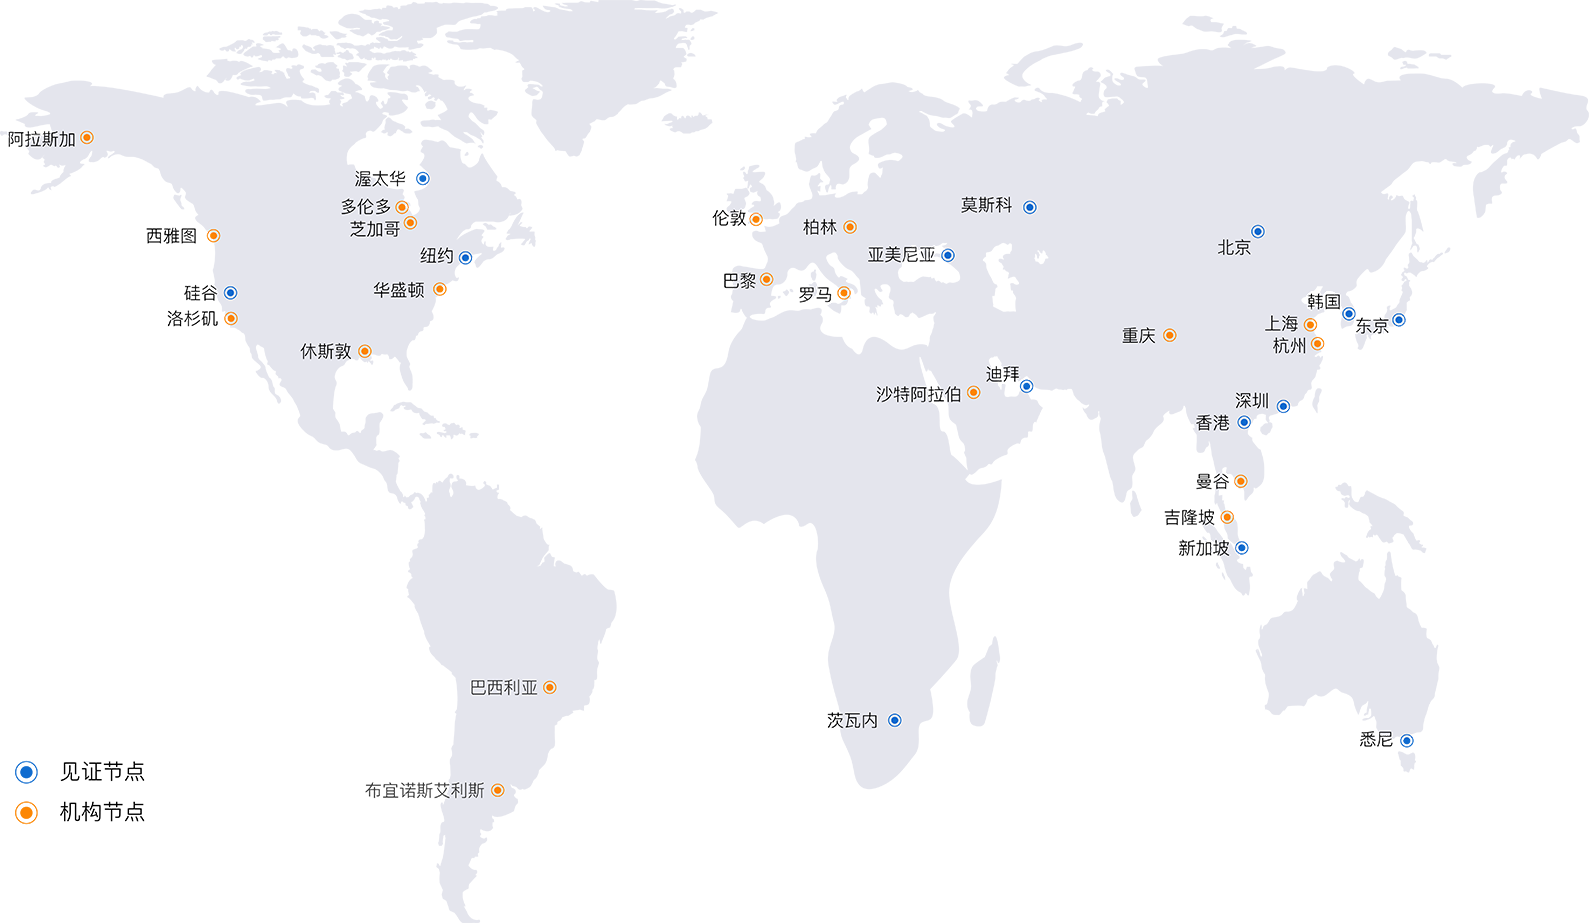 阿拉斯加
渥太华
多伦多
芝加哥
西雅图
纽约
硅谷
华盛顿
洛杉矶
休斯敦
伦敦
柏林
莫斯科
亚美尼亚
巴黎
罗马
北京
韩国
上海
东京
重庆
杭州
迪拜
沙特阿拉伯
深圳
香港
曼谷
吉隆坡
新加坡
巴西利亚
茨瓦内
悉尼
布宜诺斯艾利斯
见证节点
机构节点